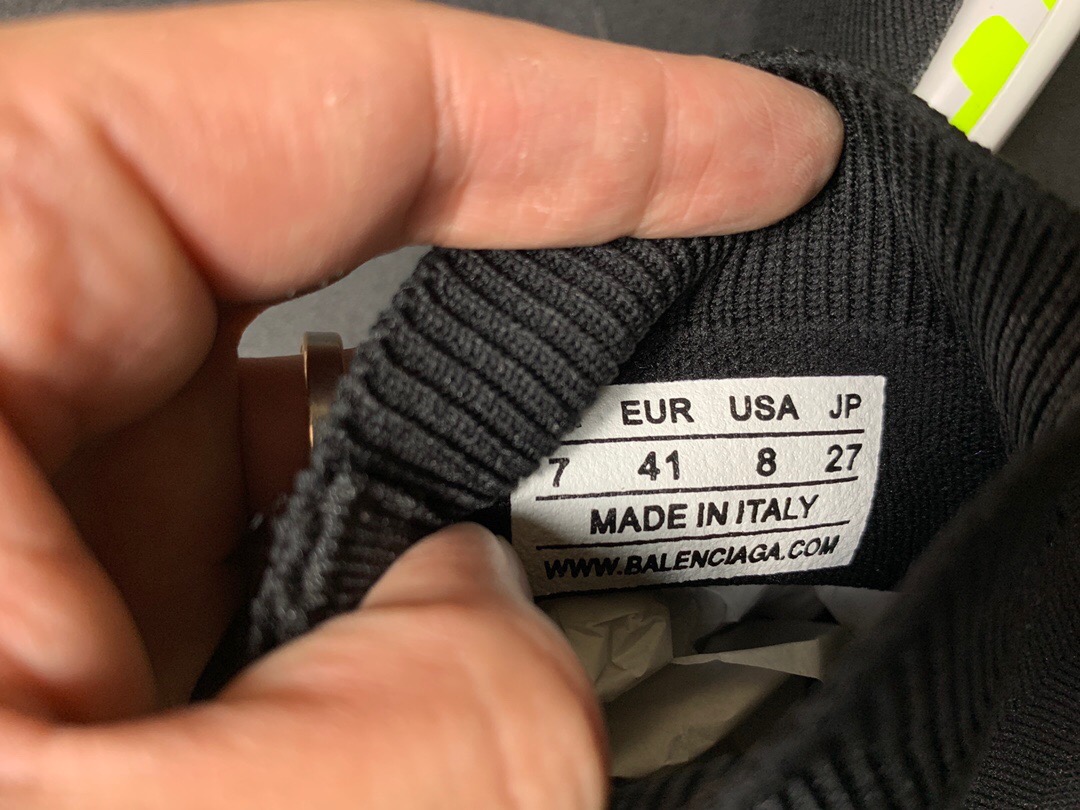 EUR USA JP
7 41 8 27
MADE IN ITALY
WWW.BALENCIAGA.COM